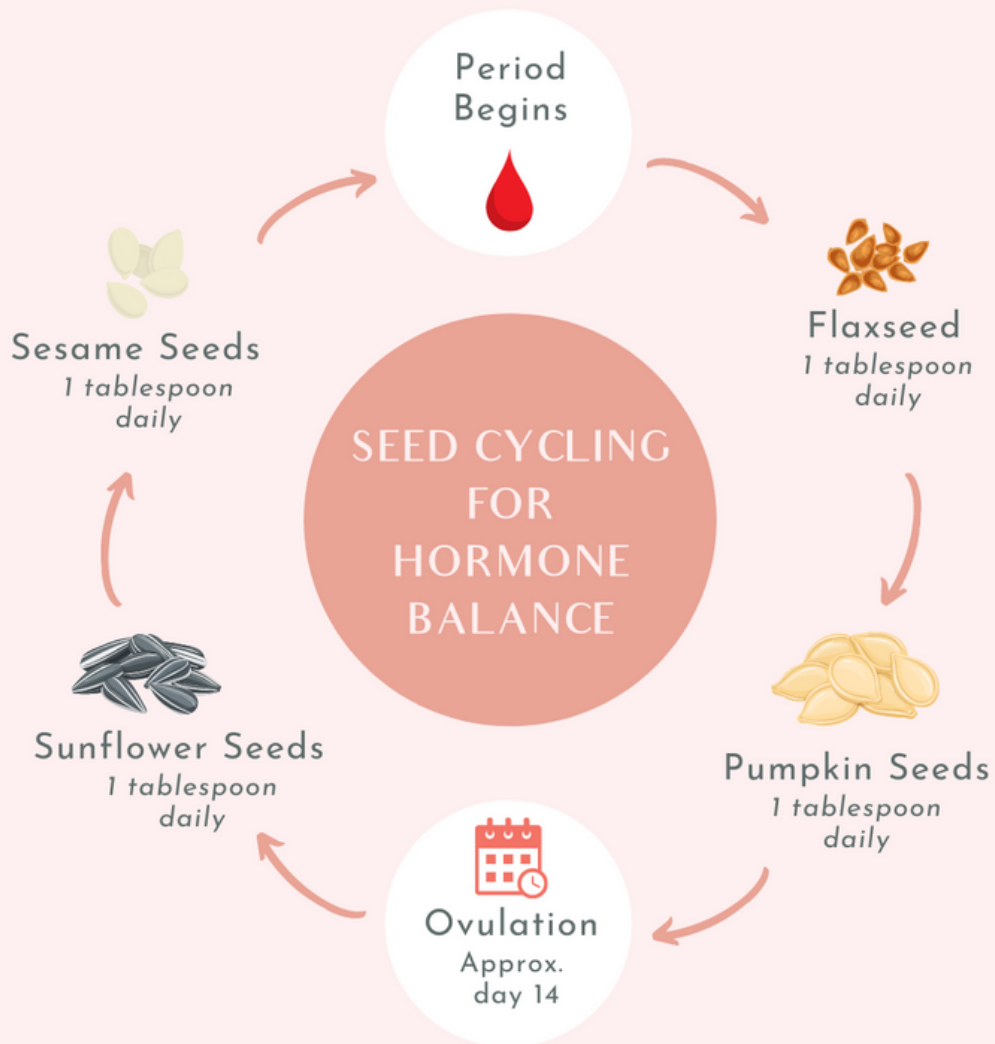 Period
Begins
Flaxseed
1 tablespoon
daily
Pumpkin Seeds
1 tablespoon
daily
Ovulation
Approx.
day 14
Sunflower Seeds
1 tablespoon
daily
Sesame Seeds
1 tablespoon
daily
SEED CYCLING
FOR
HORMONE
BALANCE